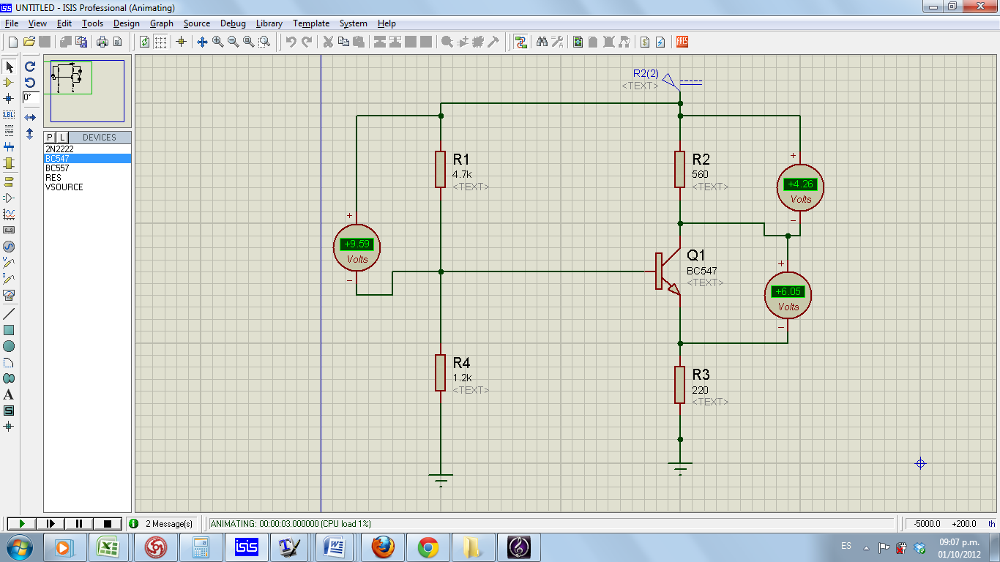 UNTITLED - ISIS Professional (Animating)
File View Edit Tools Design Graph Source Debug Library Template System Help
0°
P L DEVICES
2N2222
BC547
BC557
RES
VSOURCE
LBL
A
S
R2(2)
<TEXT>
R1
4.7k
<TEXT>
R2
560
<TEXT>
+
+4.26
Volts
−
+
+9.59
Volts
−
Q1
BC547
<TEXT>
+
+6.05
Volts
−
R4
1.2k
<TEXT>
R3
220
<TEXT>
2 Message(s)
ANIMATING: 00:00:03.000000 (CPU load 1%)
-5000.0 +200.0 th
isis
ES
09:07 p.m.
01/10/2012